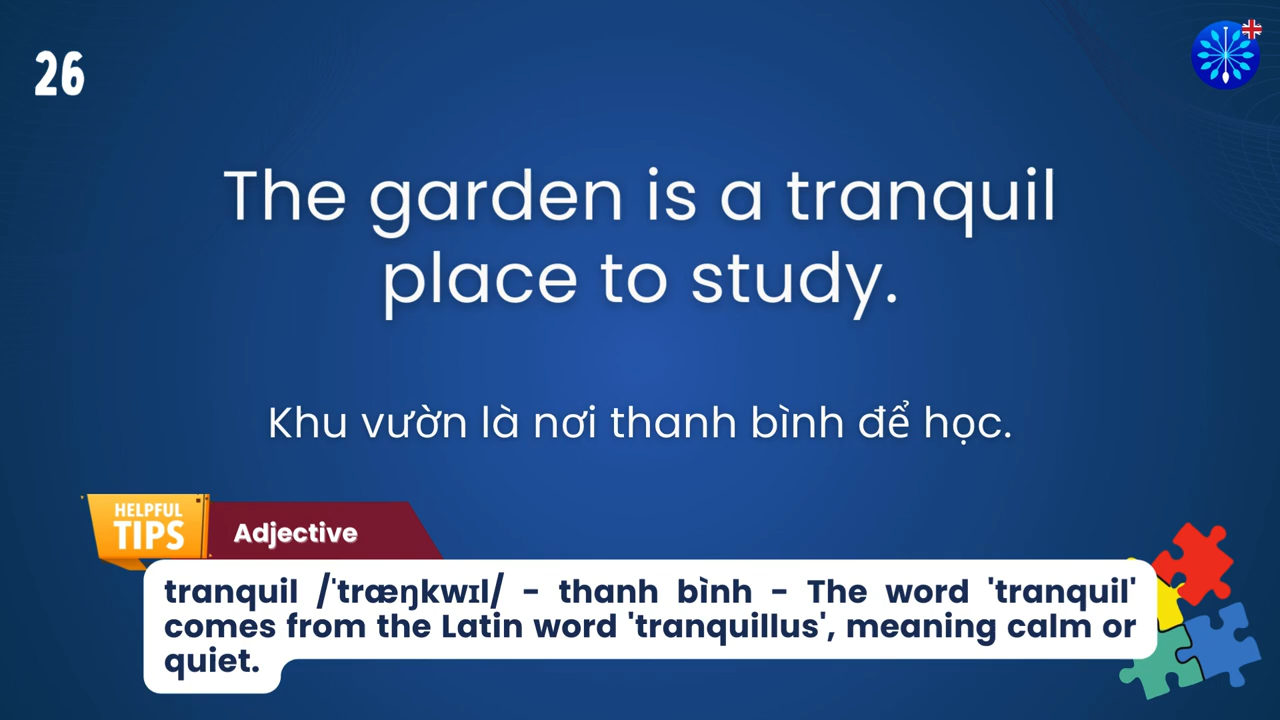 26
The garden is a tranquil
place to study.
Khu vườn là nơi thanh bình để học.
HELPFUL
TIPS
Adjective
tranquil /ˈtræŋkwɪl/ - thanh bình - The word 'tranquil'
comes from the Latin word 'tranquillus', meaning calm or
quiet.